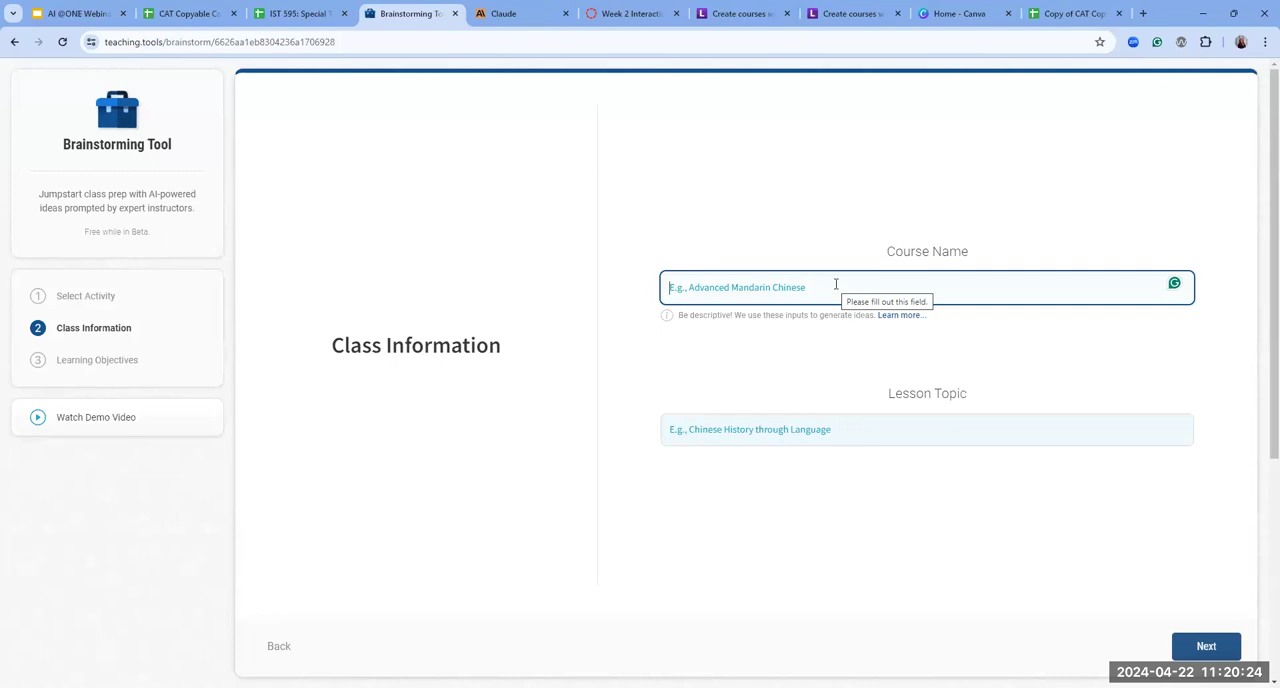 AI @ONE Webin
CAT Copyable Co
IST 595: Special T
Brainstorming To
Claude
Week 2 Interacti
Create courses w
Create courses w
Home - Canva
Copy of CAT Cop
teaching.tools/brainstorm/6626aa1eb8304236a1706928
Brainstorming Tool
Jumpstart class prep with AI-powered
ideas prompted by expert instructors.
Free while in Beta.
1 Select Activity
2 Class Information
3 Learning Objectives
Watch Demo Video
Class Information
Course Name
E.g., Advanced Mandarin Chinese
Please fill out this field.
Be descriptive! We use these inputs to generate ideas. Learn more...
Lesson Topic
E.g., Chinese History through Language
Back
Next
2024-04-22 11:20:24